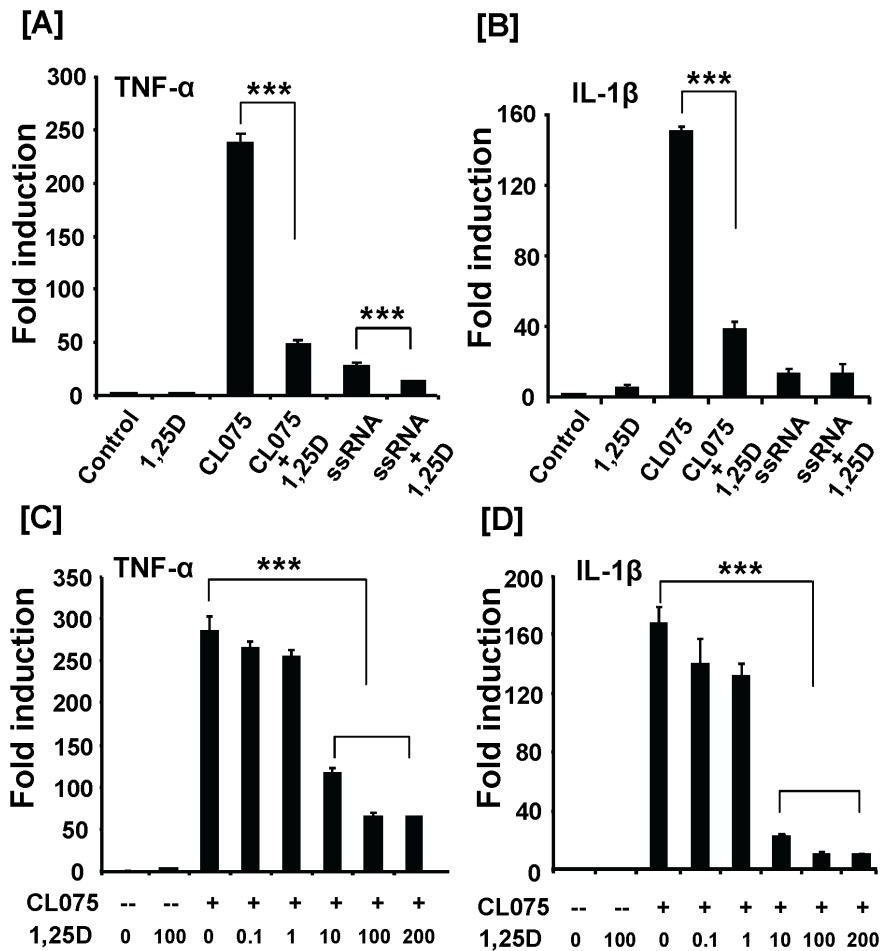 [A]
TNF-α
***
***
Fold induction
300
250
200
150
100
50
0
Control
1,25D
CL075
CL075
+
1,25D
ssRNA
ssRNA
+
1,25D
[B]
IL-1β
***
Fold induction
160
120
80
40
0
Control
1,25D
CL075
CL075
+
1,25D
ssRNA
ssRNA
+
1,25D
[C]
TNF-α
***
Fold induction
350
300
250
200
150
100
50
0
CL075 -- -- + + + + + +
1,25D 0 100 0 0.1 1 10 100 200
[D]
IL-1β
***
Fold induction
200
160
120
80
40
0
CL075 -- -- + + + + + +
1,25D 0 100 0 0.1 1 10 100 200